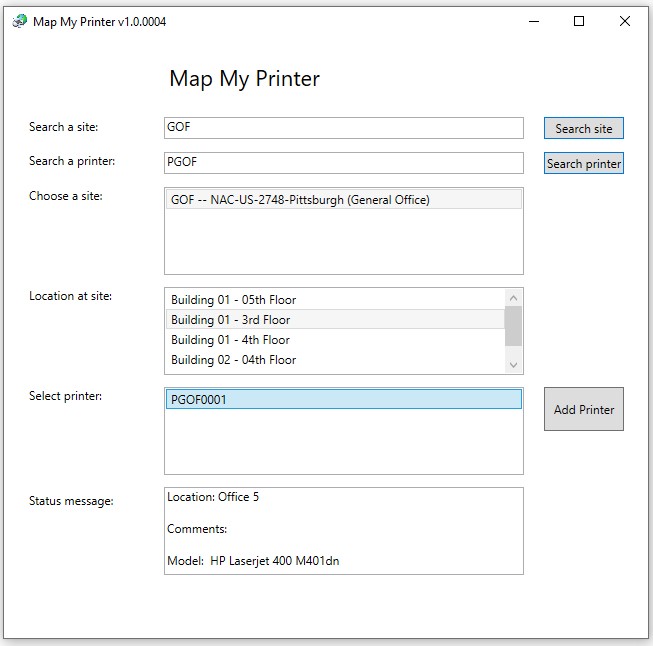 Map My Printer v1.0.0004
Map My Printer
Search a site:
GOF
Search site
Search a printer:
PGOF
Search printer
Choose a site:
GOF -- NAC-US-2748-Pittsburgh (General Office)
Location at site:
Building 01 - 05th Floor
Building 01 - 3rd Floor
Building 01 - 4th Floor
Building 02 - 04th Floor
Select printer:
PGOF0001
Add Printer
Status message:
Location: Office 5
Comments:
Model:  HP Laserjet 400 M401dn